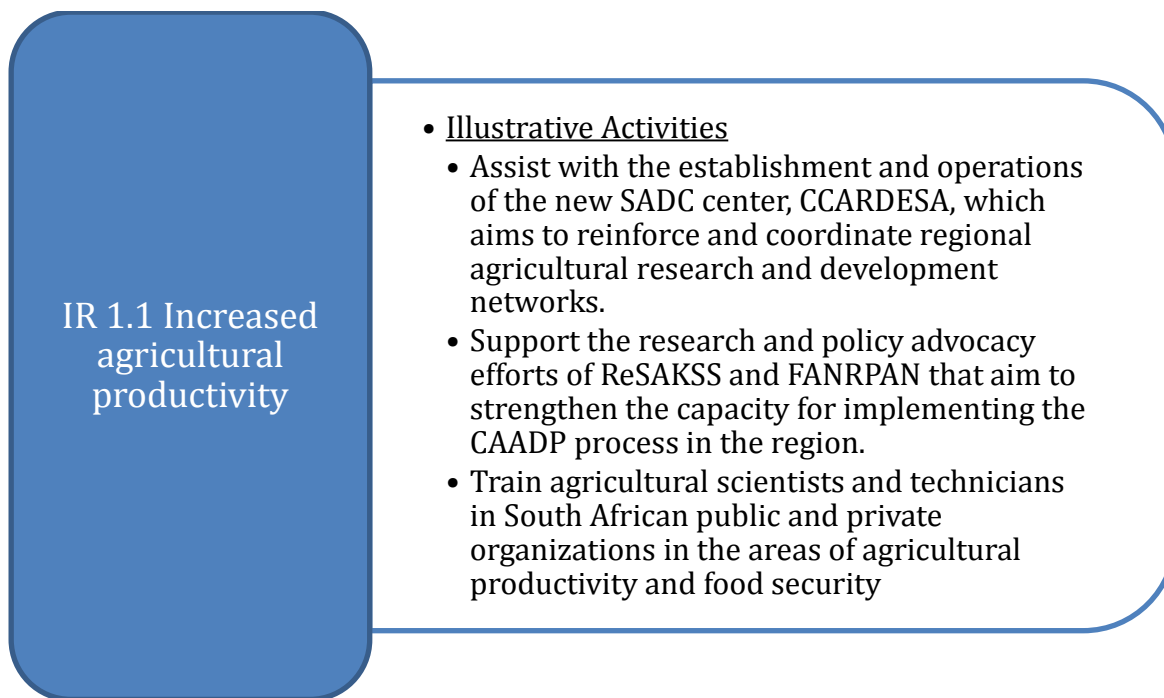 IR 1.1 Increased
agricultural
productivity
• Illustrative Activities
• Assist with the establishment and operations
of the new SADC center, CCARDESA, which
aims to reinforce and coordinate regional
agricultural research and development
networks.
• Support the research and policy advocacy
efforts of ReSAKSS and FANRPAN that aim to
strengthen the capacity for implementing the
CAADP process in the region.
• Train agricultural scientists and technicians
in South African public and private
organizations in the areas of agricultural
productivity and food security